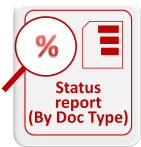 %
Status
report
(By Doc Type)